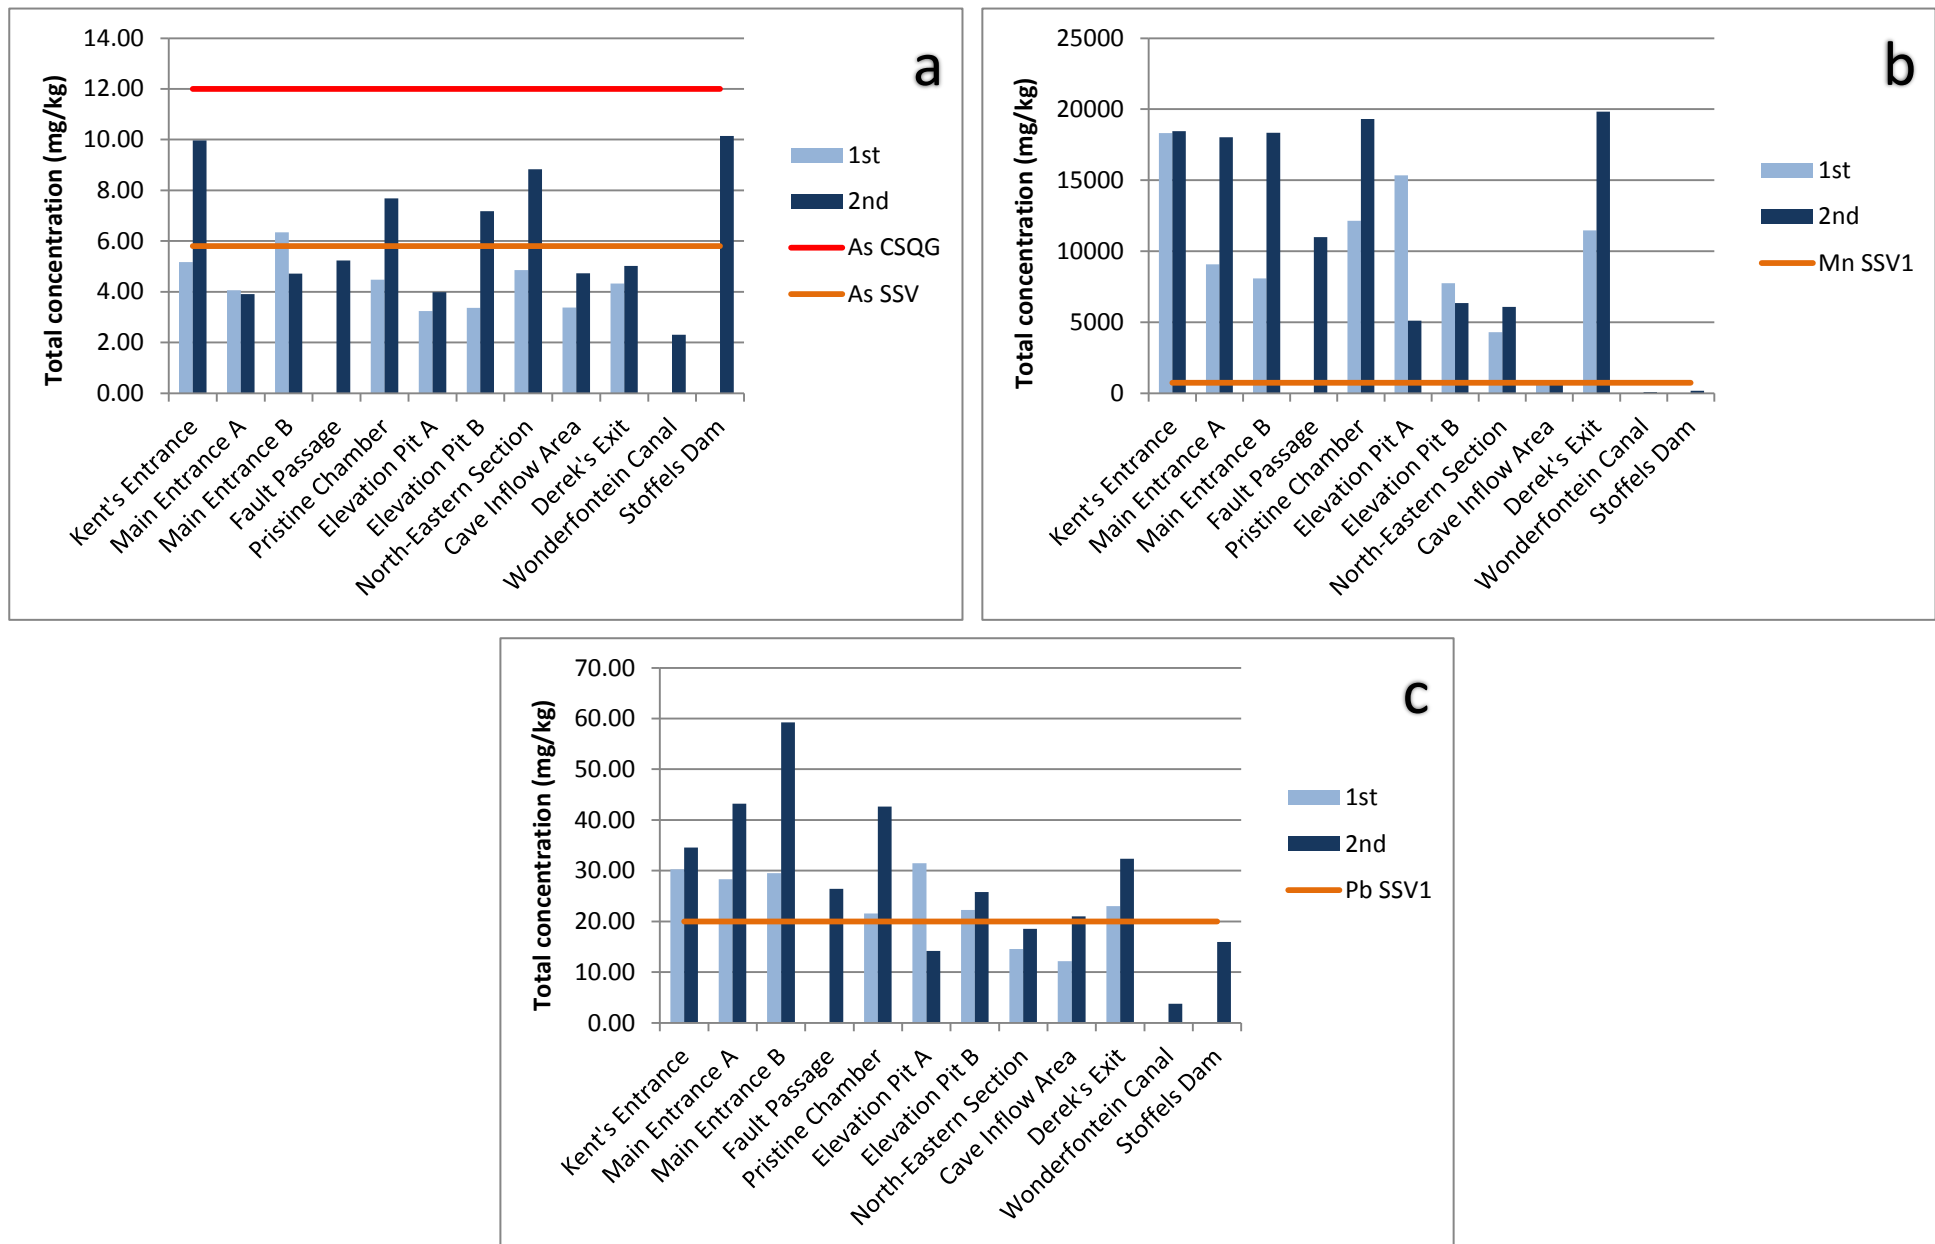 a
Total concentration (mg/kg)
14.00
12.00
10.00
8.00
6.00
4.00
2.00
0.00
Kent's Entrance
Main Entrance A
Main Entrance B
Fault Passage
Pristine Chamber
Elevation Pit A
Elevation Pit B
North-Eastern Section
Cave Inflow Area
Derek's Exit
Wonderfontein Canal
Stoffels Dam
1st
2nd
As CSQG
As SSV
b
Total concentration (mg/kg)
25000
20000
15000
10000
5000
0
Kent's Entrance
Main Entrance A
Main Entrance B
Fault Passage
Pristine Chamber
Elevation Pit A
Elevation Pit B
North-Eastern Section
Cave Inflow Area
Derek's Exit
Wonderfontein Canal
Stoffels Dam
1st
2nd
Mn SSV1
c
Total concentration (mg/kg)
70.00
60.00
50.00
40.00
30.00
20.00
10.00
0.00
Kent's Entrance
Main Entrance A
Main Entrance B
Fault Passage
Pristine Chamber
Elevation Pit A
Elevation Pit B
North-Eastern Section
Cave Inflow Area
Derek's Exit
Wonderfontein Canal
Stoffels Dam
1st
2nd
Pb SSV1